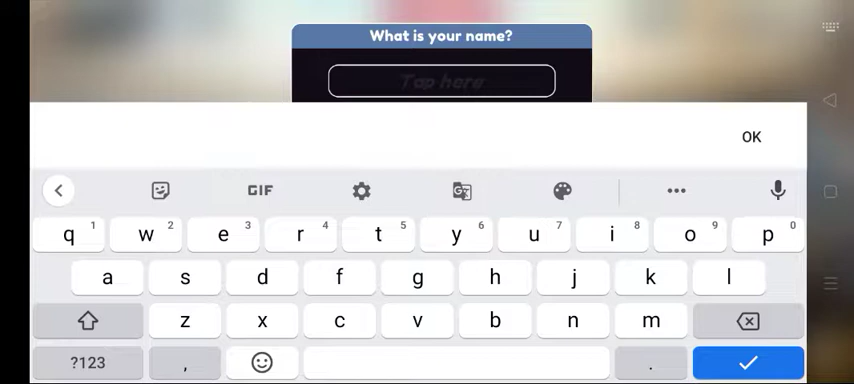 What is your name?
Tap here
OK
GIF
q 1 w 2 e 3 r 4 t 5 y 6 u 7 i 8 o 9 p 0
a s d f g h j k l
z x c v b n m
?123 , .